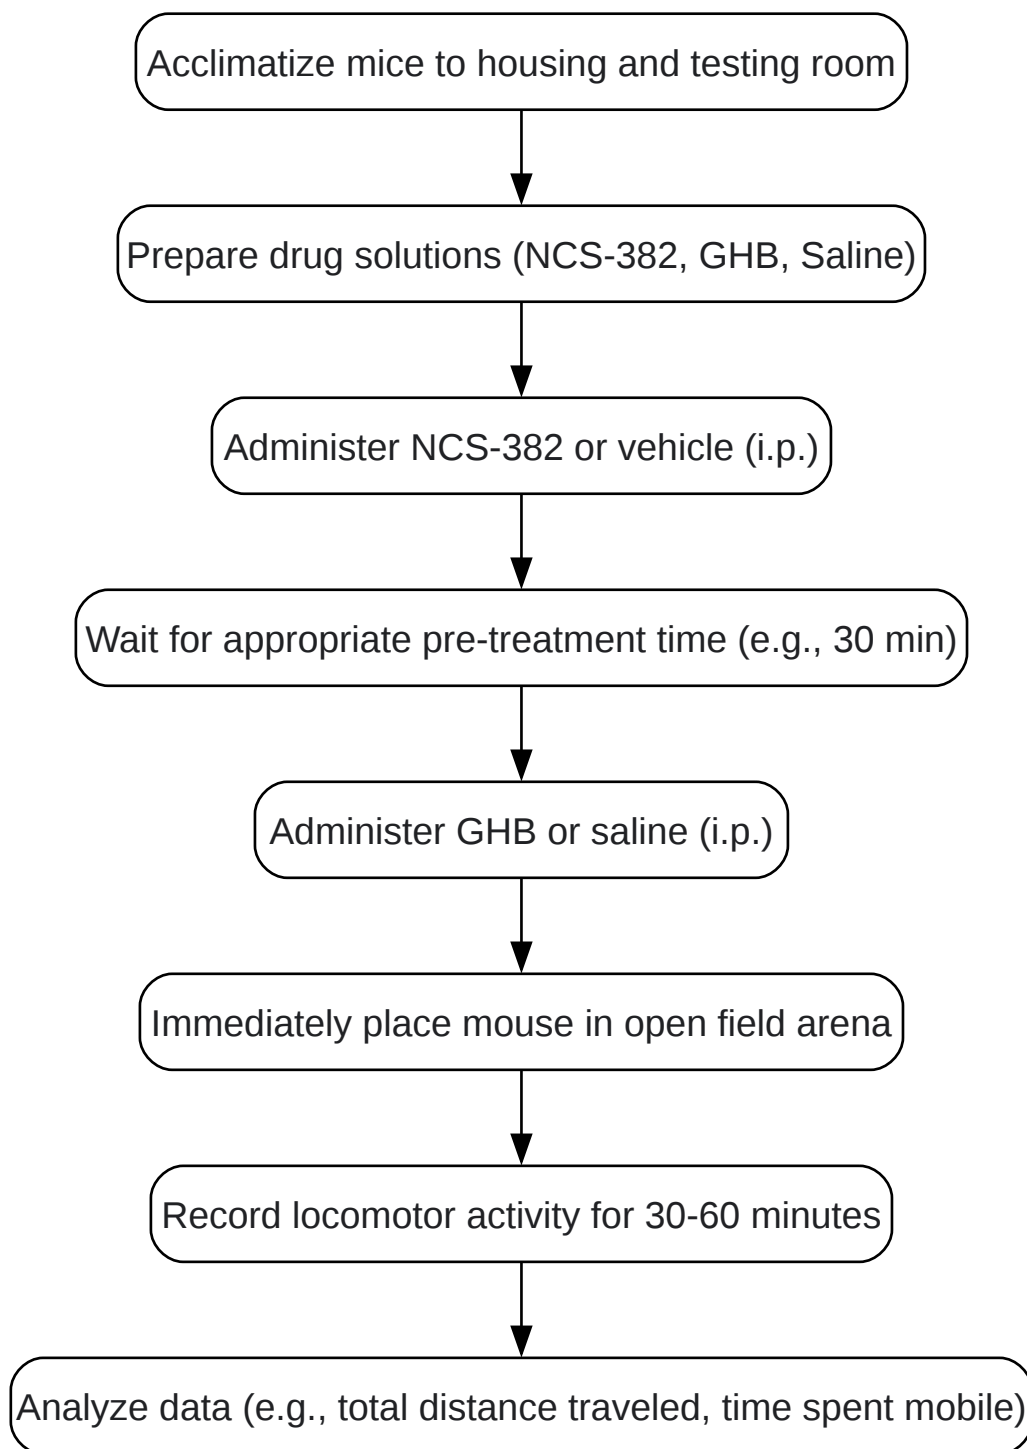 Acclimatize mice to housing and testing room
Prepare drug solutions (NCS-382, GHB, Saline)
Administer NCS-382 or vehicle (i.p.)
Wait for appropriate pre-treatment time (e.g., 30 min)
Administer GHB or saline (i.p.)
Immediately place mouse in open field arena
Record locomotor activity for 30-60 minutes
Analyze data (e.g., total distance traveled, time spent mobile)